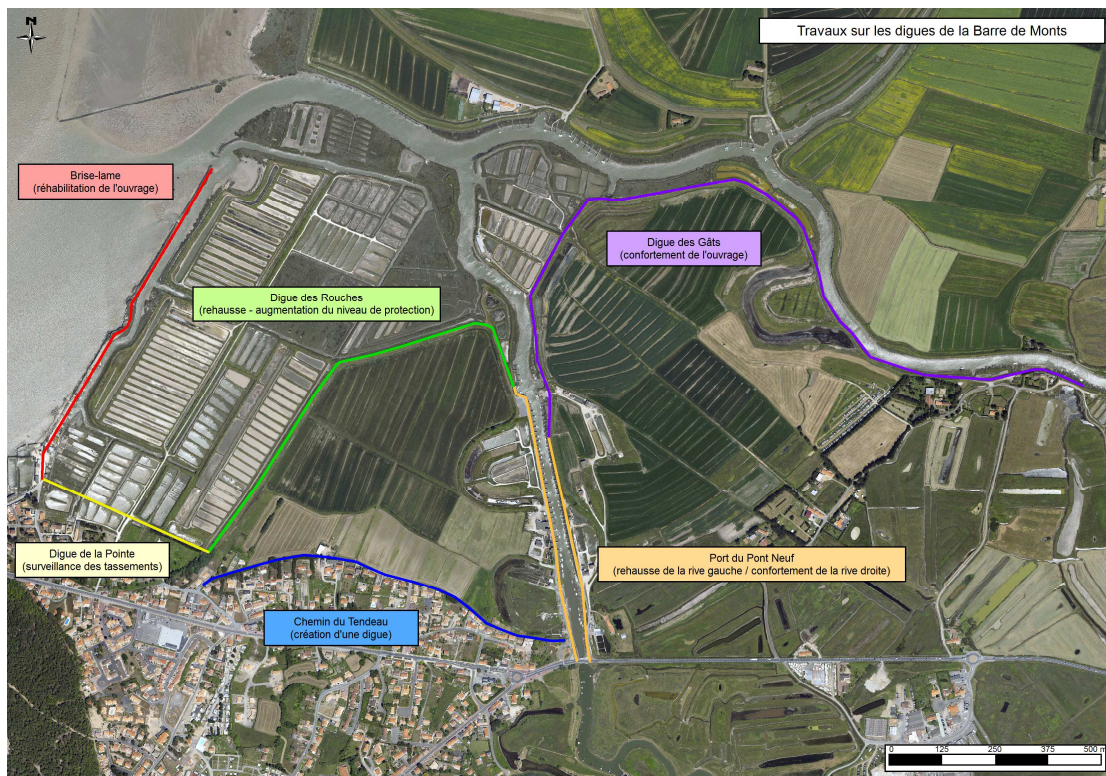 N
Travaux sur les digues de la Barre de Monts
Brise-lame
(réhabilitation de l'ouvrage)
Digue des Gâts
(confortement de l'ouvrage)
Digue des Rouches
(rehausse - augmentation du niveau de protection)
Digue de la Pointe
(surveillance des tassements)
Port du Pont Neuf
(rehausse de la rive gauche / confortement de la rive droite)
Chemin du Tendeau
(création d'une digue)
0 125 250 375 500 m